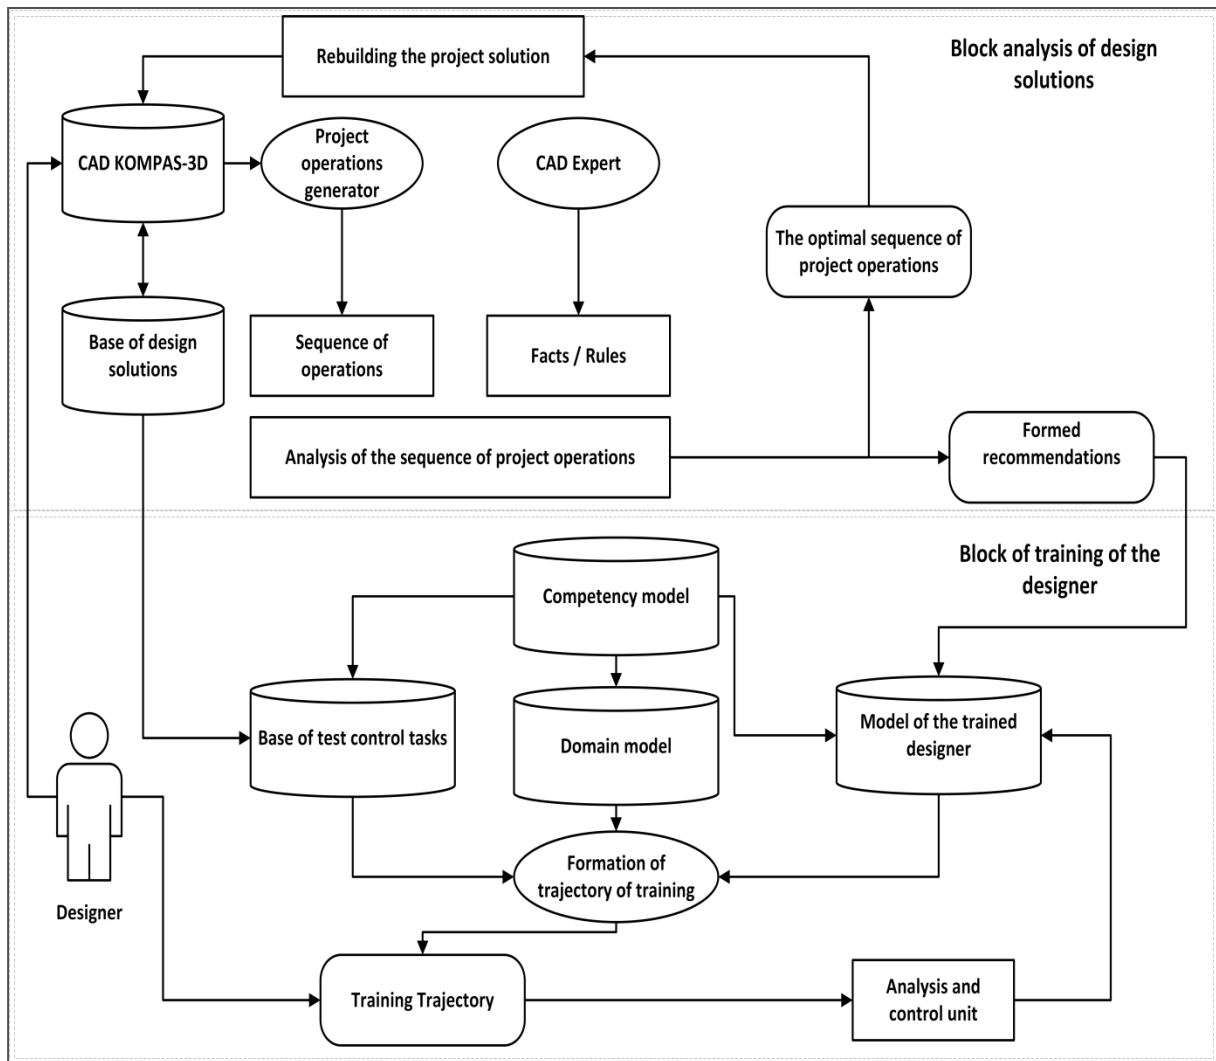 Rebuilding the project solution
Block analysis of design
solutions
CAD KOMPAS-3D
Project
operations
generator
CAD Expert
The optimal sequence of
project operations
Base of design
solutions
Sequence of
operations
Facts / Rules
Analysis of the sequence of project operations
Formed
recommendations
Block of training of the
designer
Competency model
Base of test control tasks
Domain model
Model of the trained
designer
Formation of
trajectory of training
Designer
Training Trajectory
Analysis and
control unit